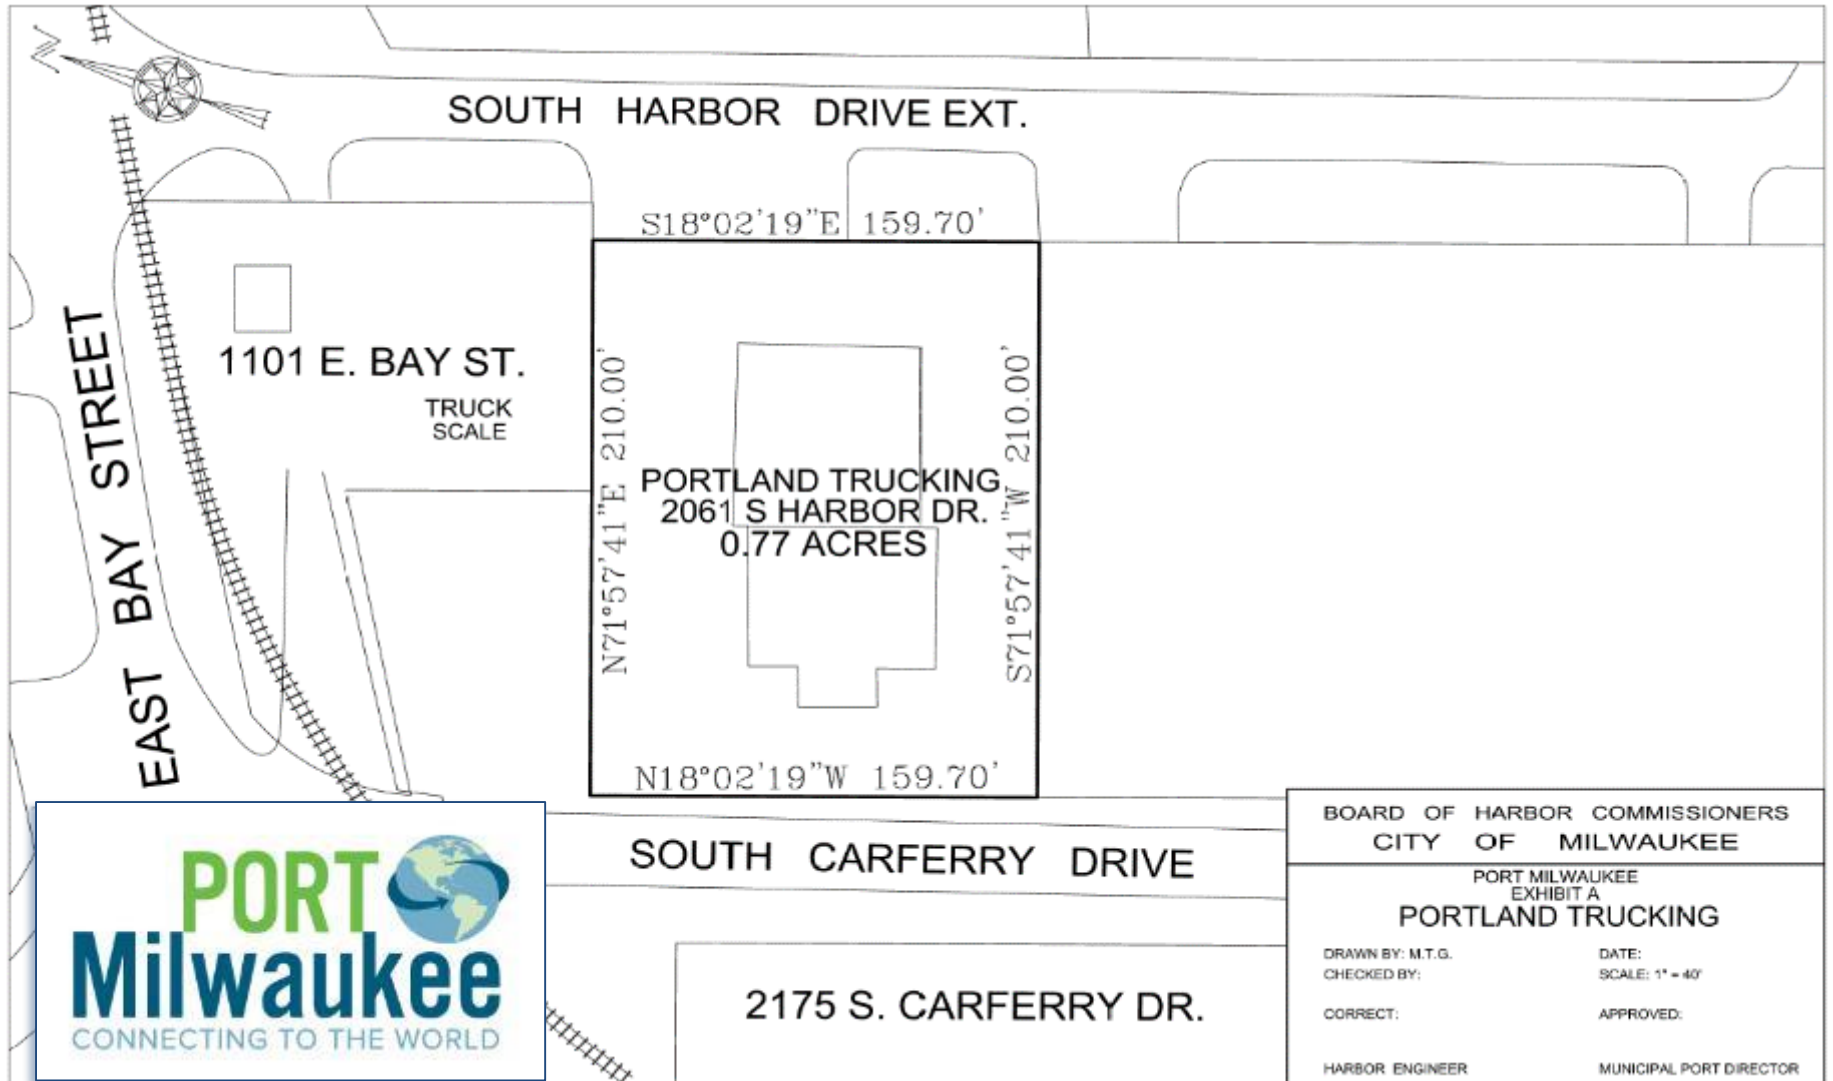 N
SOUTH HARBOR DRIVE EXT.
S18°02'19"E 159.70'
1101 E. BAY ST.
TRUCK
SCALE
EAST BAY STREET
N71°57'41"E 210.00'
PORTLAND TRUCKING
2061 S HARBOR DR.
0.77 ACRES
S71°57'41"W 210.00'
N18°02'19"W 159.70'
SOUTH CARFERRY DRIVE
2175 S. CARFERRY DR.
PORT
Milwaukee
CONNECTING TO THE WORLD
BOARD OF HARBOR COMMISSIONERS
CITY OF MILWAUKEE
PORT MILWAUKEE
EXHIBIT A
PORTLAND TRUCKING
DRAWN BY: M.T.G. DATE:
CHECKED BY: SCALE: 1" = 40'
CORRECT: APPROVED:
HARBOR ENGINEER MUNICIPAL PORT DIRECTOR